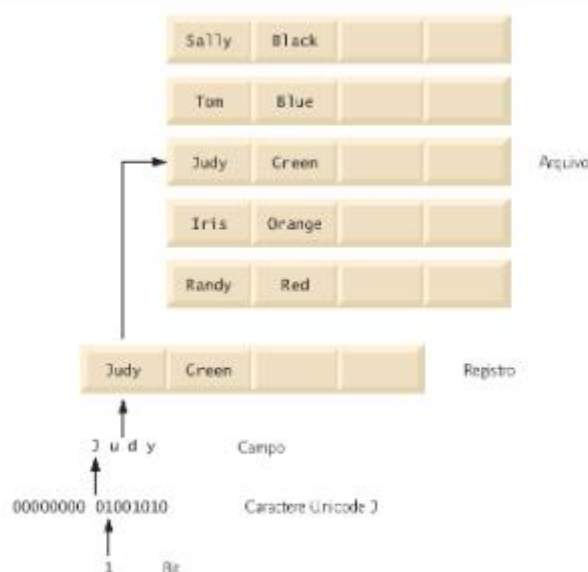 Sally Black
Tom Blue
Judy Green
Arquivo
Iris Orange
Randy Red
Judy Green
Registro
J u d y
Campo
00000000 01001010
Caractere Unicode J
1
Bit